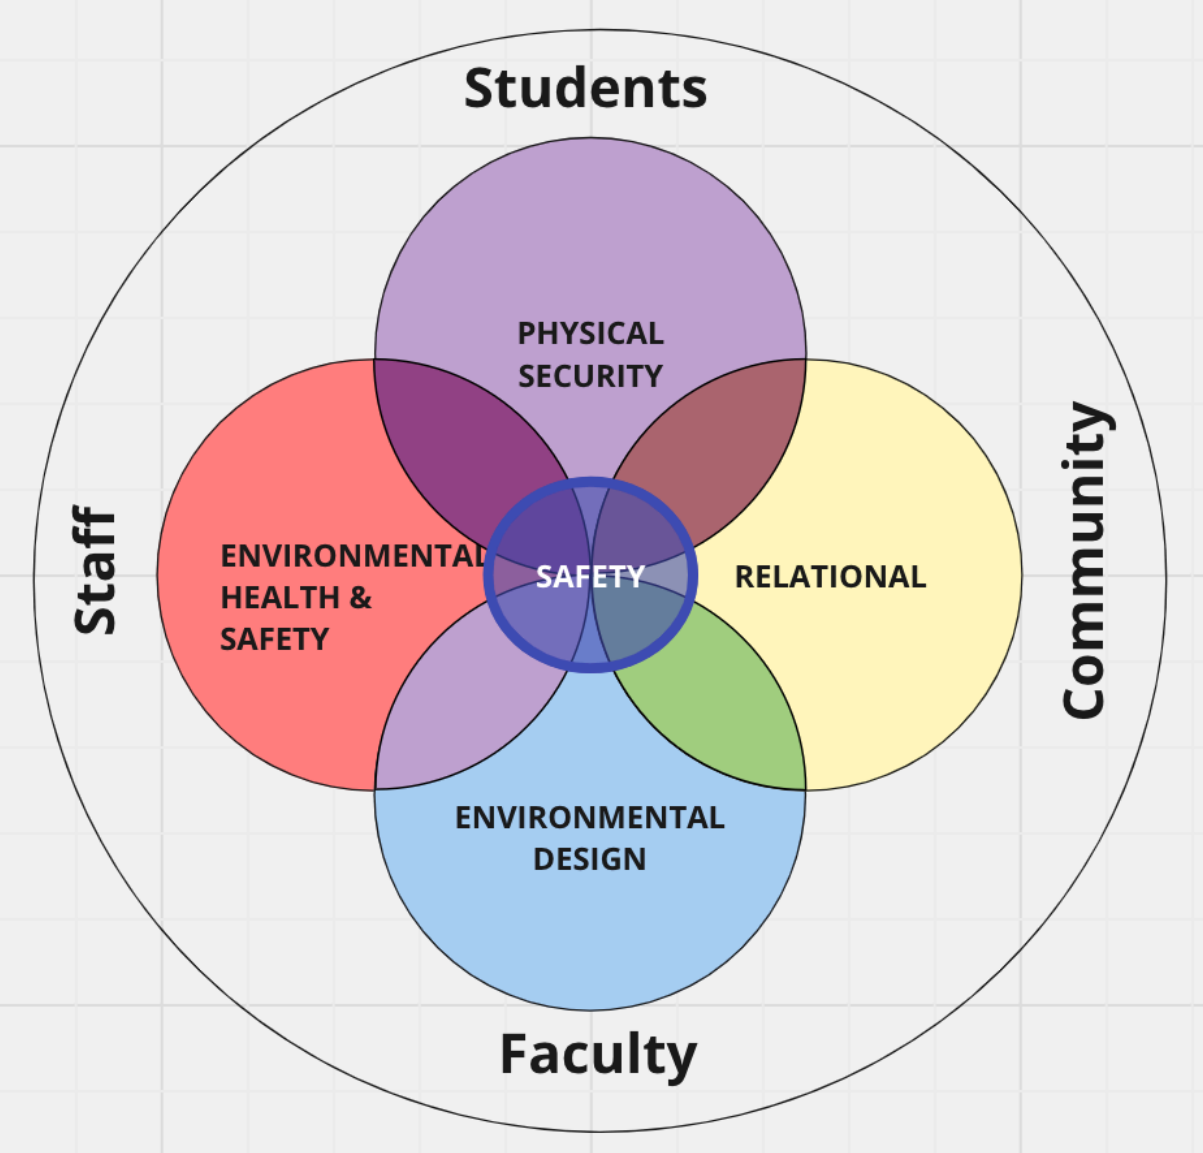 Students
PHYSICAL
SECURITY
Staff
ENVIRONMENTAL
HEALTH &
SAFETY
SAFETY
RELATIONAL
Community
ENVIRONMENTAL
DESIGN
Faculty